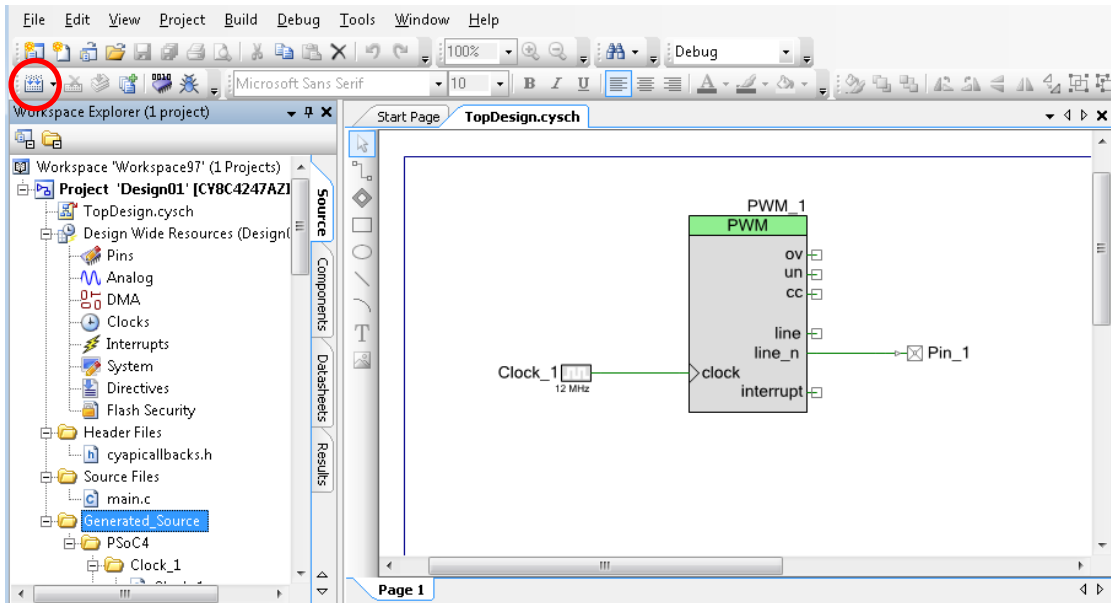 File Edit View Project Build Debug Tools Window Help
100% Debug
Microsoft Sans Serif 10 B I U A
Workspace Explorer (1 project)
Start Page TopDesign.cysch
Workspace 'Workspace97' (1 Projects)
Project 'Design01' [CY8C4247AZI
TopDesign.cysch
Design Wide Resources (Design
Pins
Analog
DMA
Clocks
Interrupts
System
Directives
Flash Security
Header Files
cyapicallbacks.h
Source Files
main.c
Generated_Source
PSoC4
Clock_1
Source
Components
Datasheets
Results
T
PWM_1
PWM
ov
un
cc
line
line_n
Pin_1
Clock_1
12 MHz
clock
interrupt
Page 1